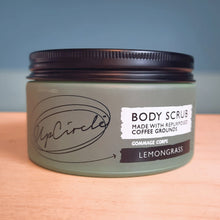 UpCircle
BODY SCRUB
MADE WITH REPURPOSED
COFFEE GROUNDS
GOMMAGE CORPS
LEMONGRASS